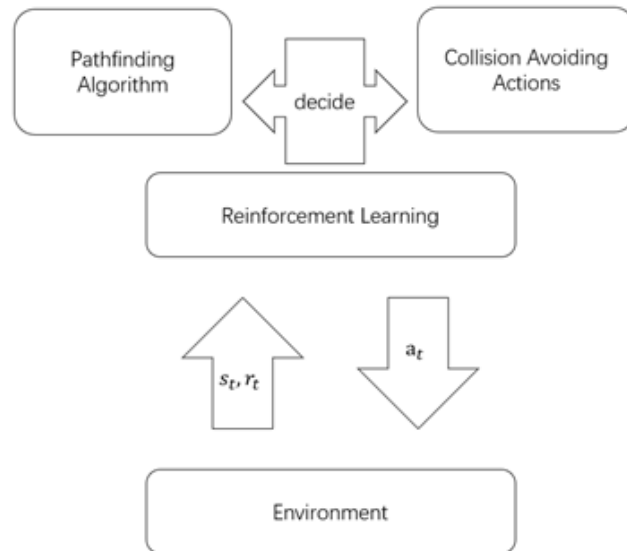 Pathfinding
Algorithm
Collision Avoiding
Actions
decide
Reinforcement Learning
s_t, r_t
a_t
Environment